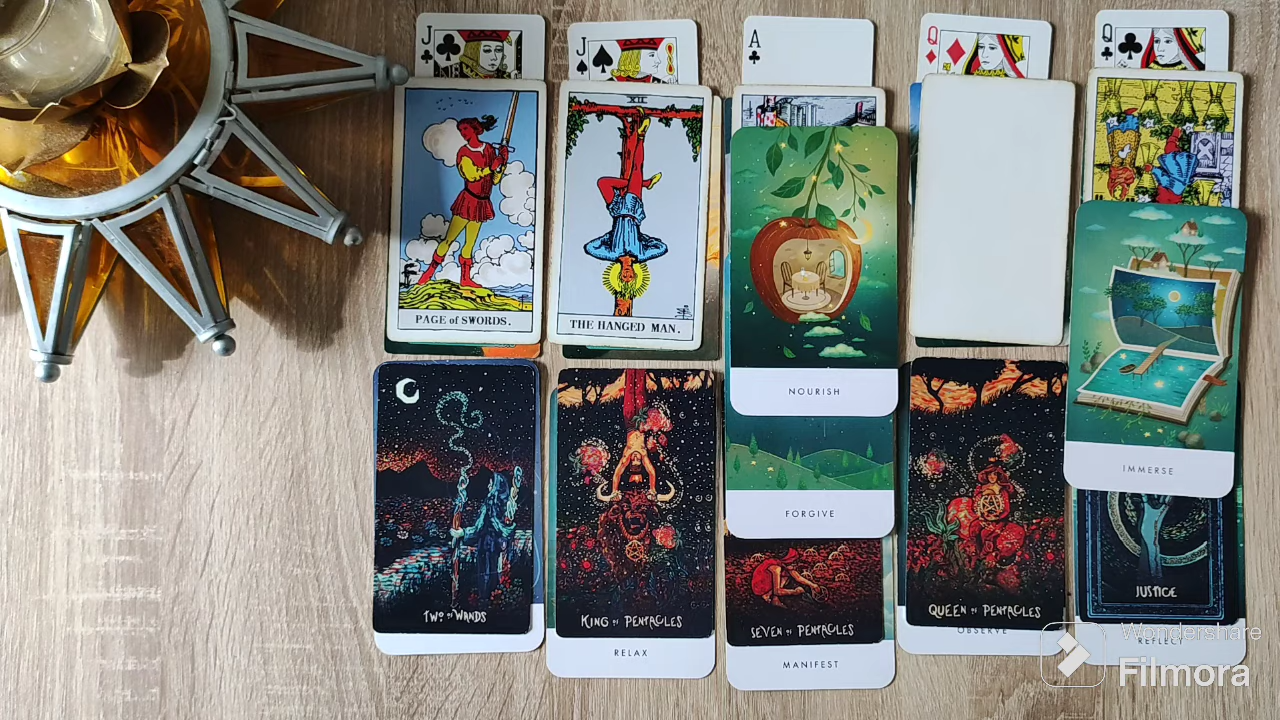 J
J
A
Q
Q
XII
PAGE of SWORDS.
THE HANGED MAN.
NOURISH
IMMERSE
FORGIVE
TWO of WANDS
KING of PENTACLES
SEVEN of PENTACLES
QUEEN of PENTACLES
JUSTICE
RELAX
MANIFEST
OBSERVE
REFLECT
Wondershare
Filmora